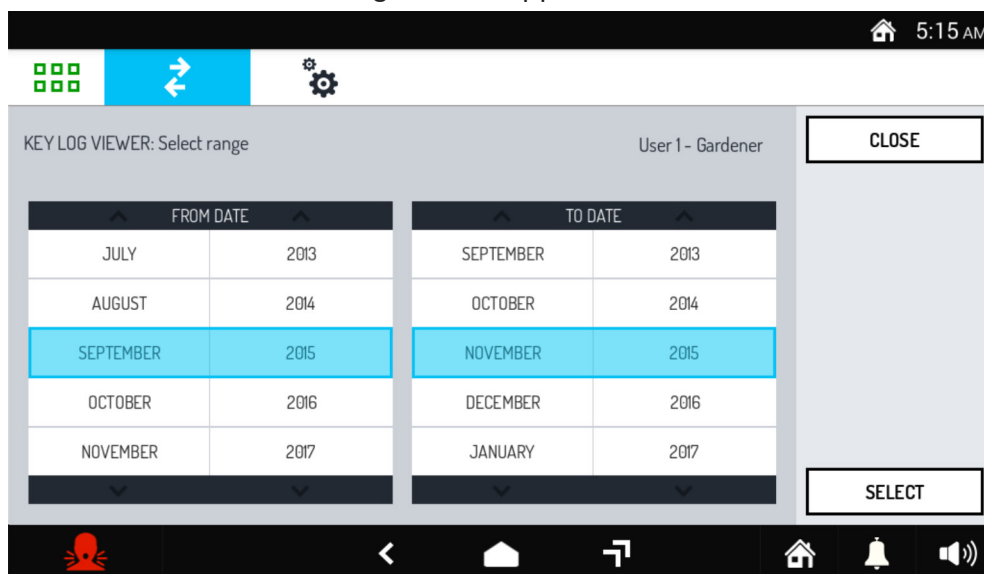 5:15 AM
KEY LOG VIEWER: Select range
User 1 - Gardener
CLOSE
FROM DATE
TO DATE
JULY 2013 SEPTEMBER 2013
AUGUST 2014 OCTOBER 2014
SEPTEMBER 2015 NOVEMBER 2015
OCTOBER 2016 DECEMBER 2016
NOVEMBER 2017 JANUARY 2017
SELECT